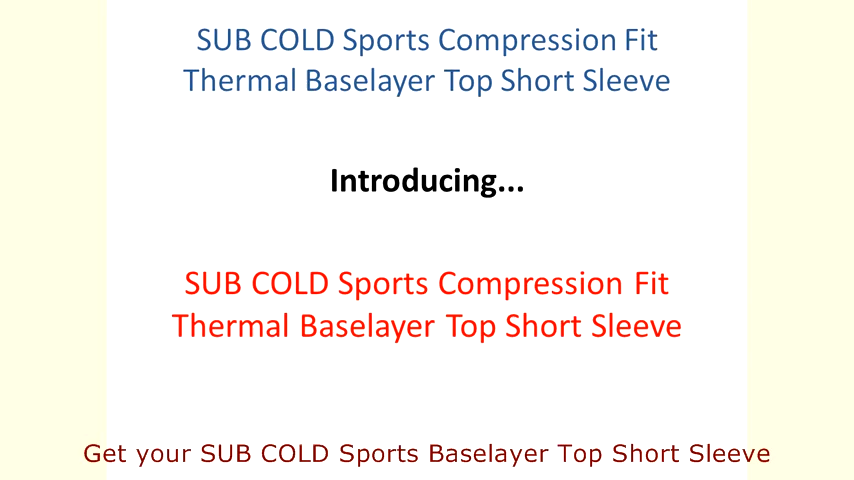 SUB COLD Sports Compression Fit
Thermal Baselayer Top Short Sleeve
Introducing...
SUB COLD Sports Compression Fit
Thermal Baselayer Top Short Sleeve
Get your SUB COLD Sports Baselayer Top Short Sleeve